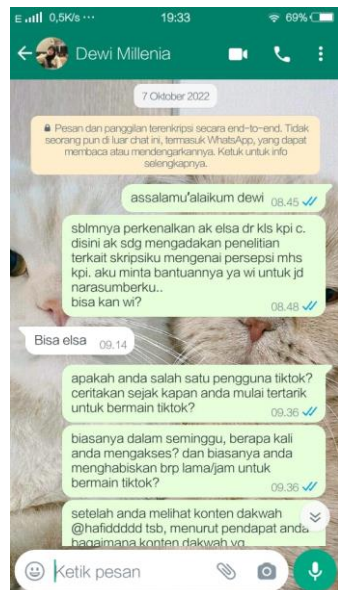 E 0,5K/s ... 19:33 69%
Dewi Millenia
7 Oktober 2022
Pesan dan panggilan terenkripsi secara end-to-end. Tidak
seorang pun di luar chat ini, termasuk WhatsApp, yang dapat
membaca atau mendengarkannya. Ketuk untuk info
selengkapnya.
assalamu'alaikum dewi 08.45
sblmnya perkenalkan ak elsa dr kls kpi c.
disini ak sdg mengadakan penelitian
terkait skripsiku mengenai persepsi mhs
kpi. aku minta bantuannya ya wi untuk jd
narasumberku..
bisa kan wi? 08.48
Bisa elsa 09.14
apakah anda salah satu pengguna tiktok?
ceritakan sejak kapan anda mulai tertarik
untuk bermain tiktok? 09.36
biasanya dalam seminggu, berapa kali
anda mengakses? dan biasanya anda
menghabiskan brp lama/jam untuk
bermain tiktok? 09.36
setelah anda melihat konten dakwah
@hafiddddd tsb, menurut pendapat anda
bagaimana konten dakwah yg
Ketik pesan